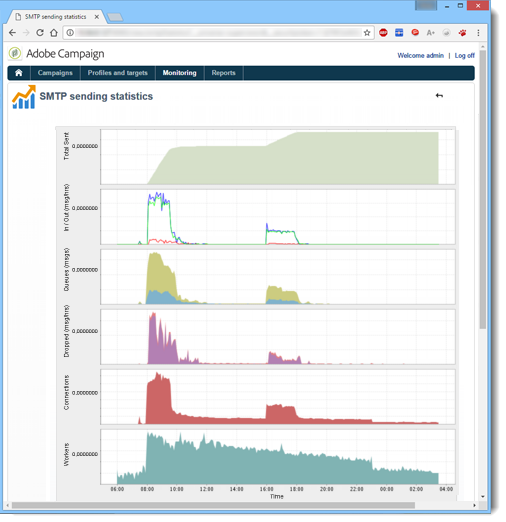 SMTP sending statistics
Adobe Campaign
Welcome admin | Log off
Campaigns Profiles and targets Monitoring Reports
SMTP sending statistics
Total Sent
0,0000000
In / Out (msg/hrs)
0,0000000
Queues (msgs)
0,0000000
Dropped (msg/hrs)
0,0000000
Connections
0,0000000
Workers
0,0000000
06:00 08:00 10:00 12:00 14:00 16:00 18:00 20:00 22:00 00:00 02:00 04:00
Time